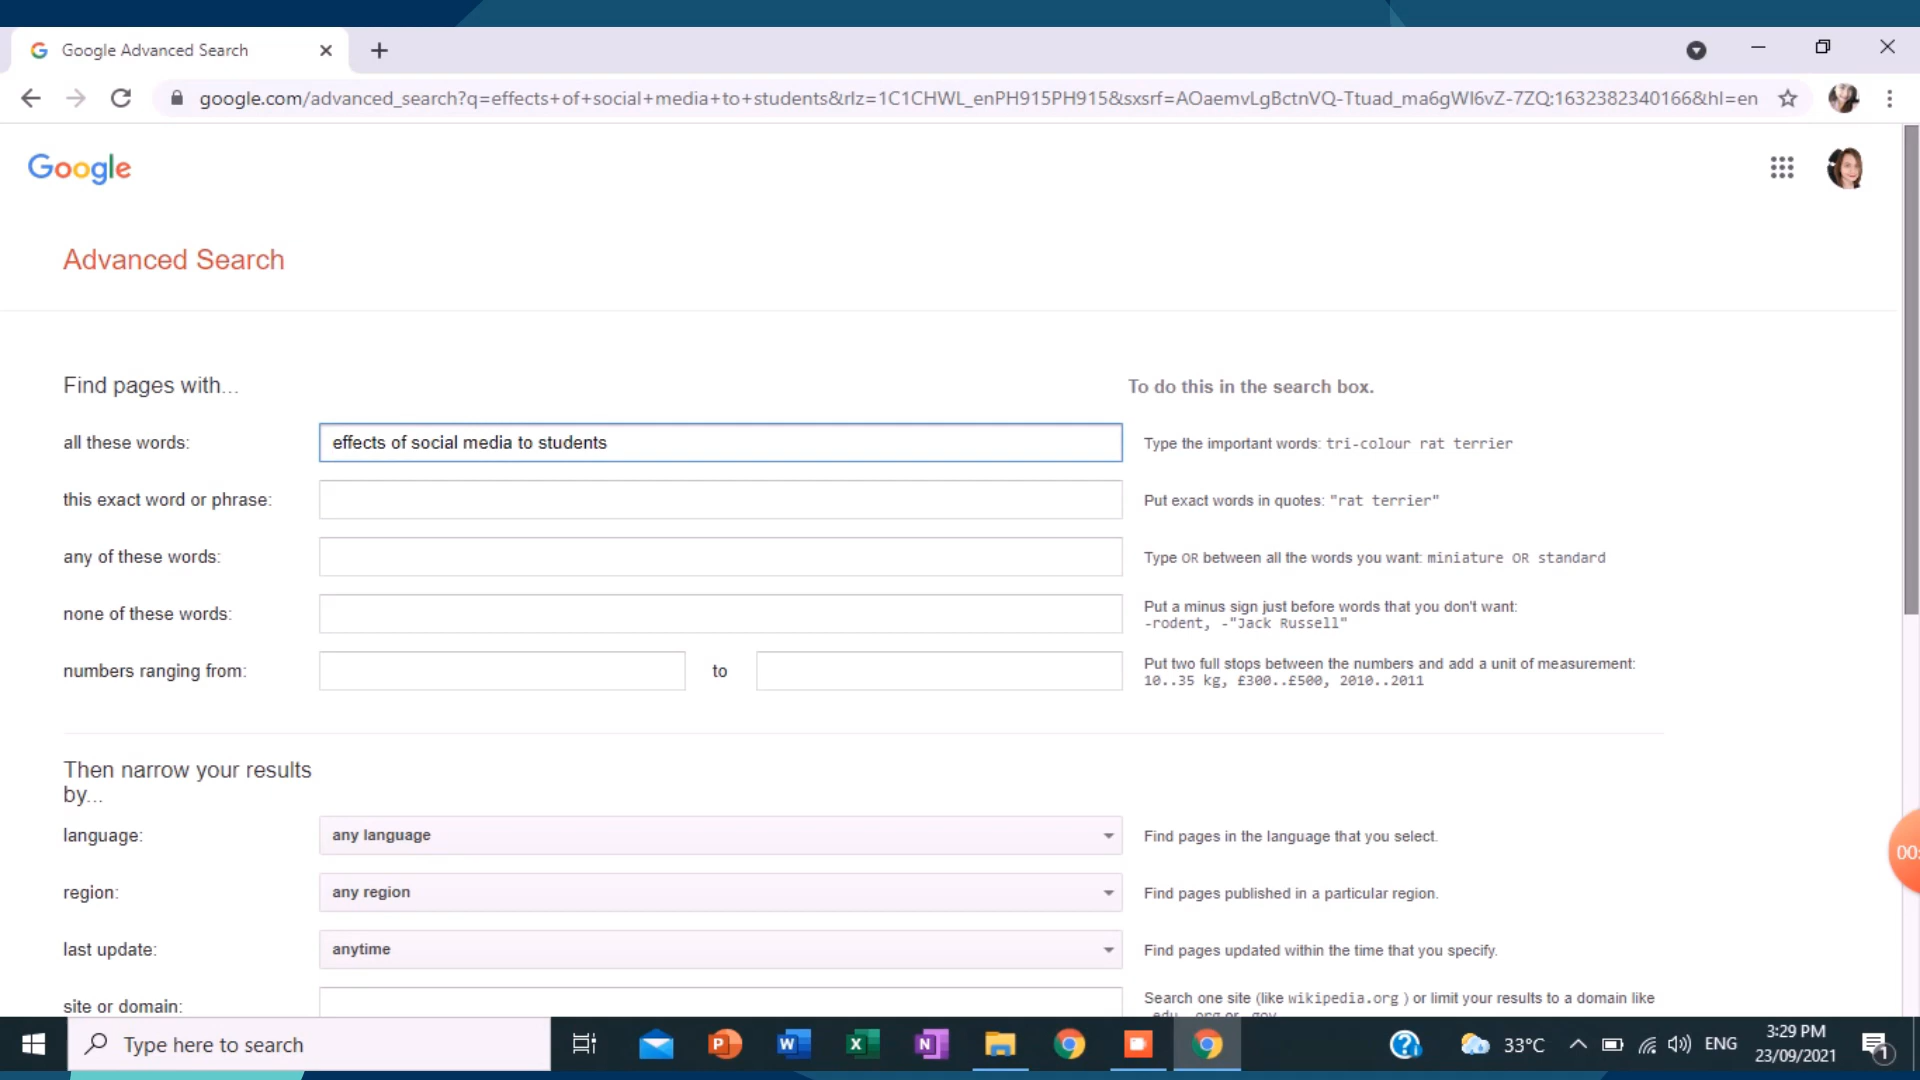 Google Advanced Search
google.com/advanced_search?q=effects+of+social+media+to+students&rlz=1C1CHWL_enPH915PH915&sxsrf=AOaemvLgBctnVQ-Ttuad_ma6gWl6vZ-7ZQ:1632382340166&hl=en
Google
Advanced Search
Find pages with...
To do this in the search box.
all these words:
effects of social media to students
Type the important words: tri-colour rat terrier
this exact word or phrase:
Put exact words in quotes: "rat terrier"
any of these words:
Type OR between all the words you want: miniature OR standard
none of these words:
Put a minus sign just before words that you don't want:
-rodent, -"Jack Russell"
numbers ranging from:
to
Put two full stops between the numbers and add a unit of measurement:
10..35 kg, £300..£500, 2010..2011
Then narrow your results
by...
language:
any language
Find pages in the language that you select.
region:
any region
Find pages published in a particular region.
last update:
anytime
Find pages updated within the time that you specify.
site or domain:
Search one site (like wikipedia.org ) or limit your results to a domain like
.edu, .org or .gov
00:
Type here to search
33°C
ENG
3:29 PM
23/09/2021
1